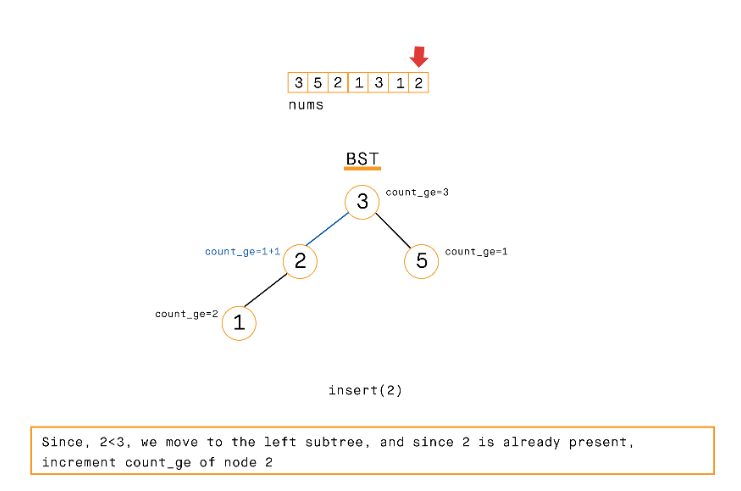 3 5 2 1 3 1 2
nums
BST
3 count_ge=3
count_ge=1+1 2 5 count_ge=1
count_ge=2 1
insert(2)
Since, 2<3, we move to the left subtree, and since 2 is already present,
increment count_ge of node 2